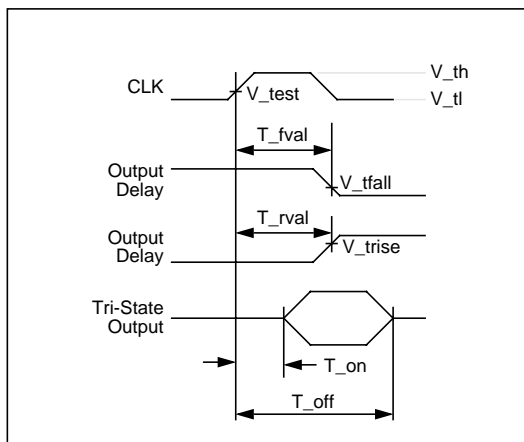 V_th
CLK
V_test
V_tl
T_fval
Output
Delay
V_tfall
T_rval
Output
Delay
V_trise
Tri-State
Output
T_on
T_off